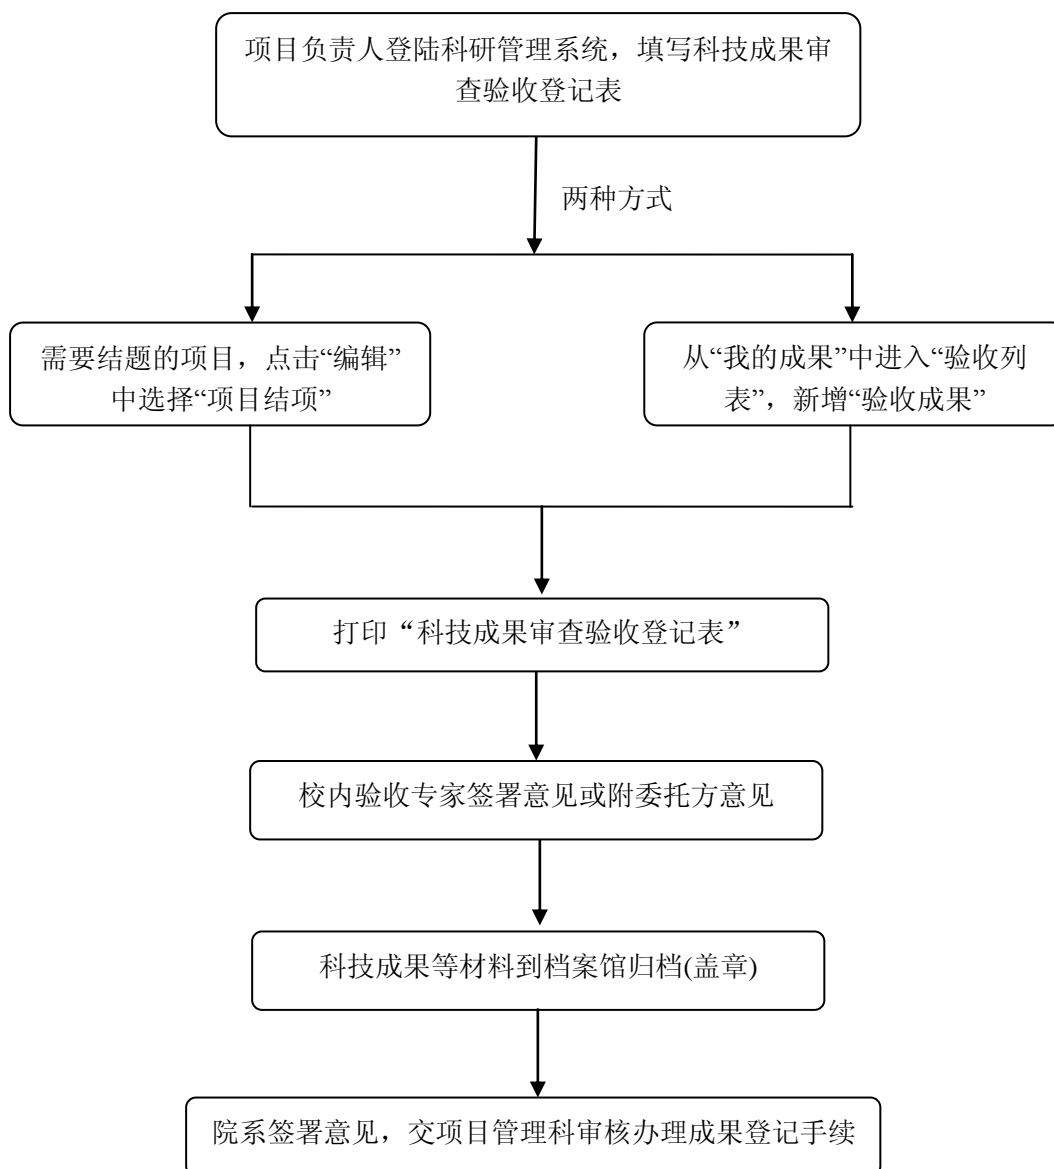 项目负责人登陆科研管理系统，填写科技成果审
查验收登记表
两种方式
需要结题的项目，点击“编辑”
中选择“项目结项”
从“我的成果”中进入“验收列
表”，新增“验收成果”
打印“科技成果审查验收登记表”
校内验收专家签署意见或附委托方意见
科技成果等材料到档案馆归档(盖章)
院系签署意见，交项目管理科审核办理成果登记手续